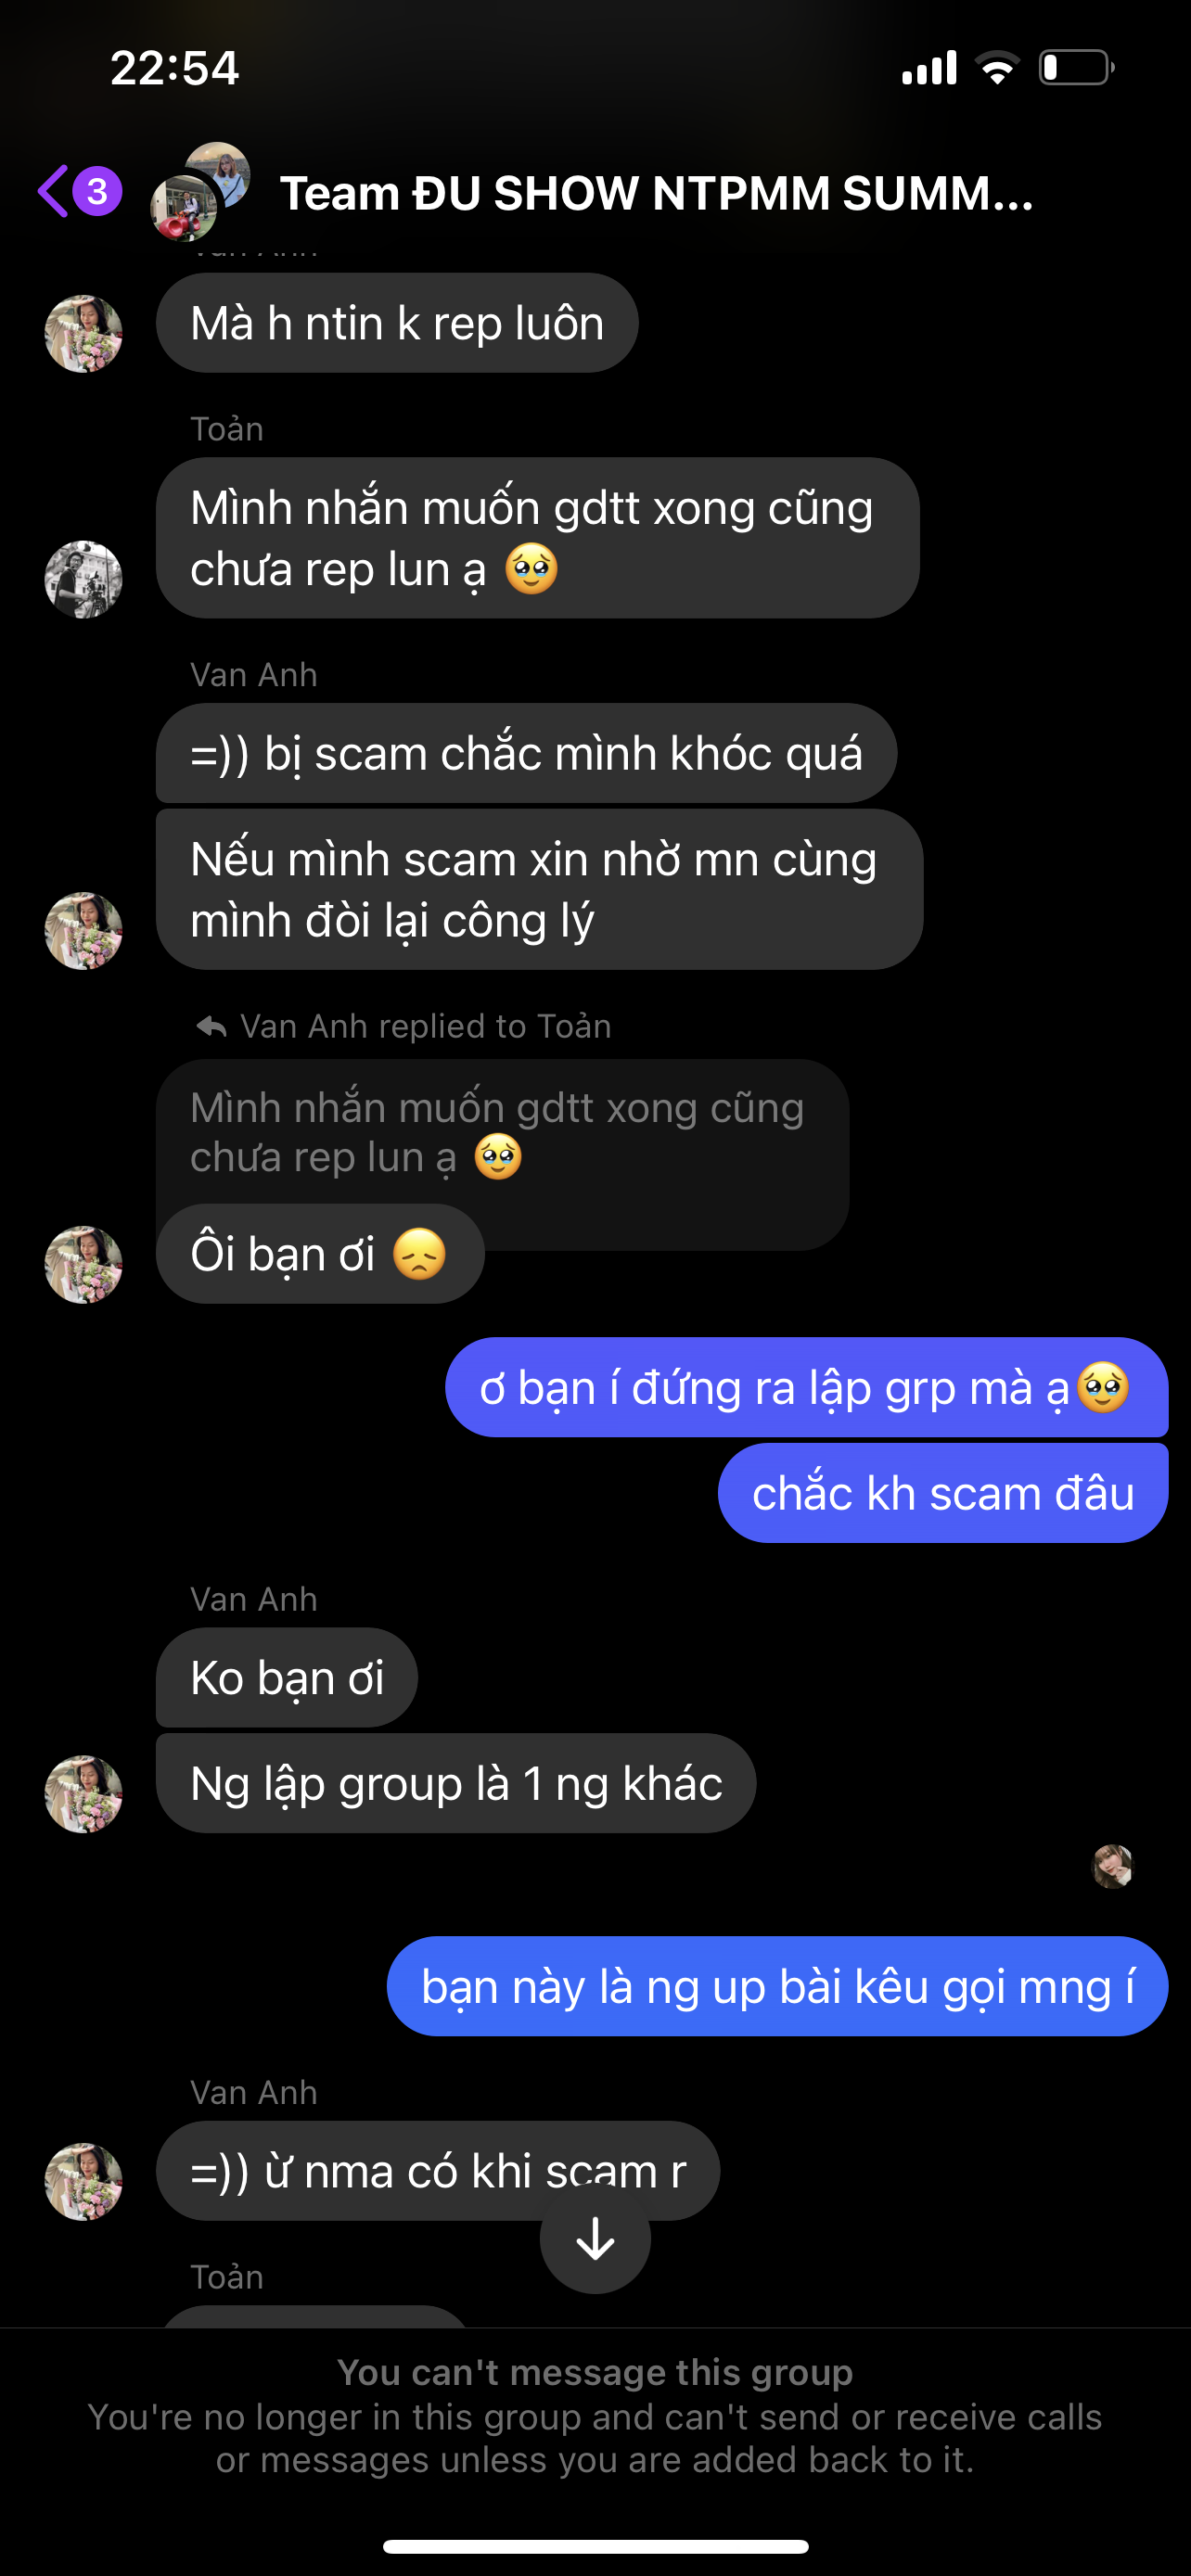 22:54
3
Team ĐU SHOW NTPMM SUMM...
Van Anh
Mà h ntin k rep luôn
Toản
Mình nhắn muốn gdtt xong cũng
chưa rep lun ạ 🥹
Van Anh
=)) bị scam chắc mình khóc quá
Nếu mình scam xin nhờ mn cùng
mình đòi lại công lý
Van Anh replied to Toản
Mình nhắn muốn gdtt xong cũng
chưa rep lun ạ 🥹
Ôi bạn ơi 😞
ơ bạn í đứng ra lập grp mà ạ🥹
chắc kh scam đâu
Van Anh
Ko bạn ơi
Ng lập group là 1 ng khác
bạn này là ng up bài kêu gọi mng í
Van Anh
=)) ừ nma có khi scam r
Toản
You can't message this group
You're no longer in this group and can't send or receive calls
or messages unless you are added back to it.